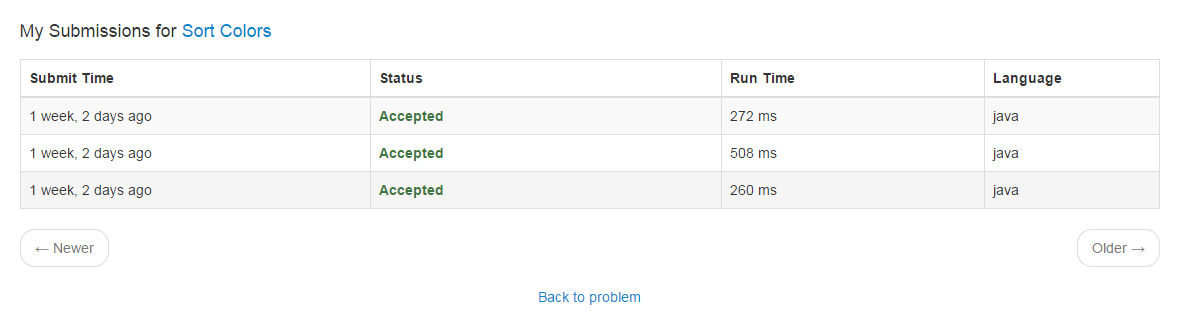 My Submissions for Sort Colors
Submit Time Status Run Time Language
1 week, 2 days ago Accepted 272 ms java
1 week, 2 days ago Accepted 508 ms java
1 week, 2 days ago Accepted 260 ms java
← Newer Older →
Back to problem